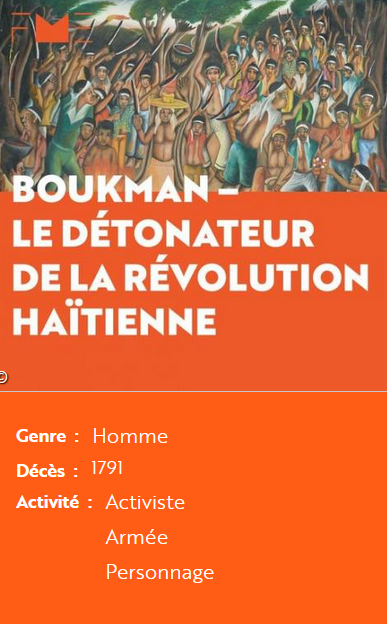 BOUKMAN –
LE DÉTONATEUR
DE LA RÉVOLUTION
HAÏTIENNE
©
Genre : Homme
Décès : 1791
Activité : Activiste
Armée
Personnage